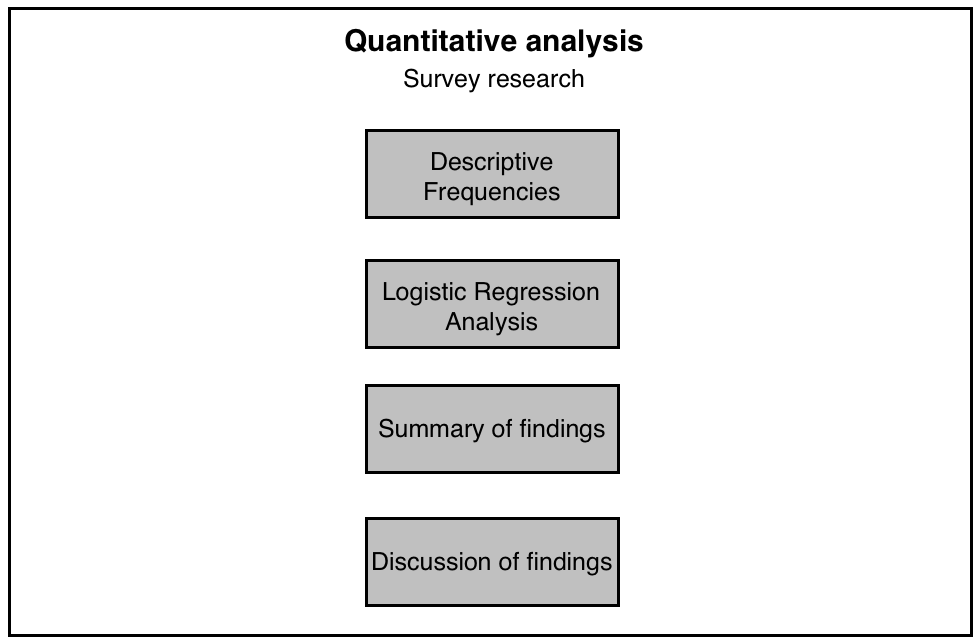 Quantitative analysis
Survey research
Descriptive
Frequencies
Logistic Regression
Analysis
Summary of findings
Discussion of findings